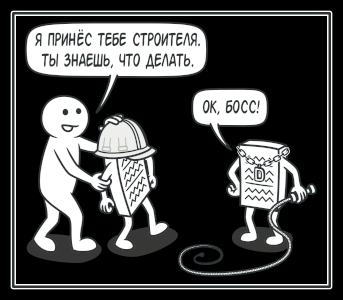 Я ПРИНЁС ТЕБЕ СТРОИТЕЛЯ.
ТЫ ЗНАЕШЬ, ЧТО ДЕЛАТЬ.
ОК, БОСС!
D